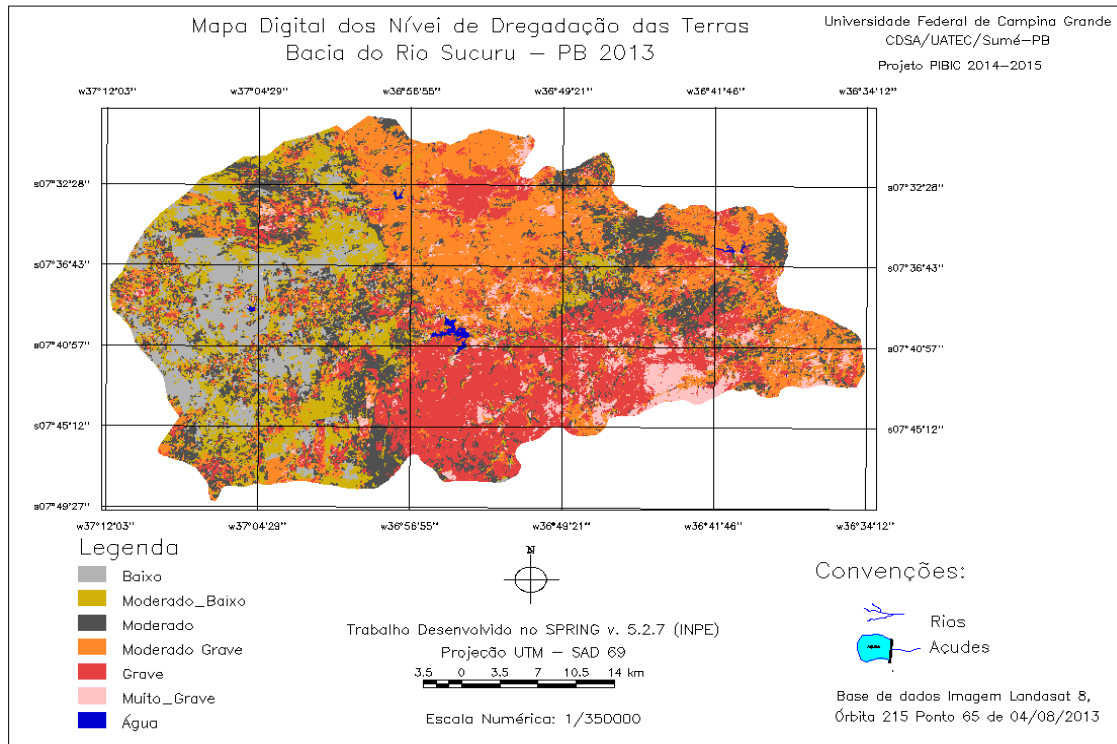 Mapa Digital dos Nívei de Dregadação das Terras
Bacia do Rio Sucuru – PB 2013
Universidade Federal de Campina Grande
CDSA/UATEC/Sumé–PB
Projeto PIBIC 2014–2015
w37°12'03'' w37°04'29'' w36°56'55'' w36°49'21'' w36°41'46'' w36°34'12''
s07°32'28'' s07°32'28''
s07°36'43'' s07°36'43''
s07°40'57'' s07°40'57''
s07°45'12'' s07°45'12''
s07°49'27''
w37°12'03'' w37°04'29'' w36°56'55'' w36°49'21'' w36°41'46'' w36°34'12''
Legenda
Baixo
Moderado_Baixo
Moderado
Moderado Grave
Grave
Muito_Grave
Água
N
Trabalho Desenvolvido no SPRING v. 5.2.7 (INPE)
Projeção UTM – SAD 69
3.5 0 3.5 7 10.5 14 km
Escala Numérica: 1/350000
Convenções:
Rios
Açudes
Base de dados Imagem Landasat 8,
Órbita 215 Ponto 65 de 04/08/2013